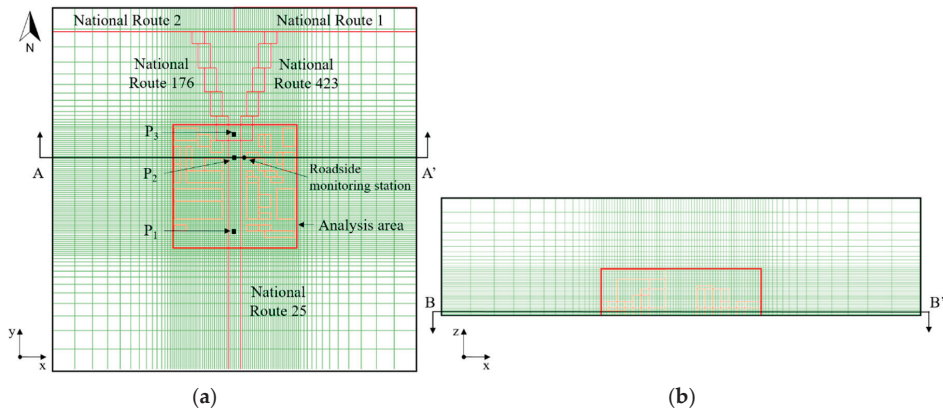 National Route 2
National Route 1
N
National
Route 176
National
Route 423
P3
A
A'
P2
Roadside
monitoring station
P1
Analysis area
National
Route 25
y
x
(a)
B
B'
z
x
(b)